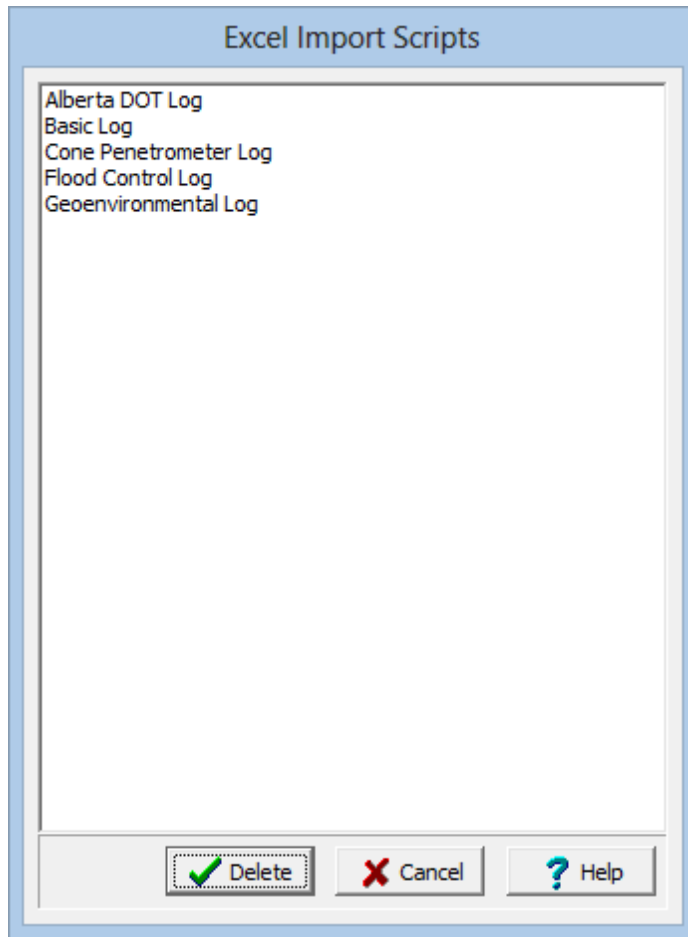 Excel Import Scripts
Alberta DOT Log
Basic Log
Cone Penetrometer Log
Flood Control Log
Geoenvironmental Log
Delete
Cancel
? Help